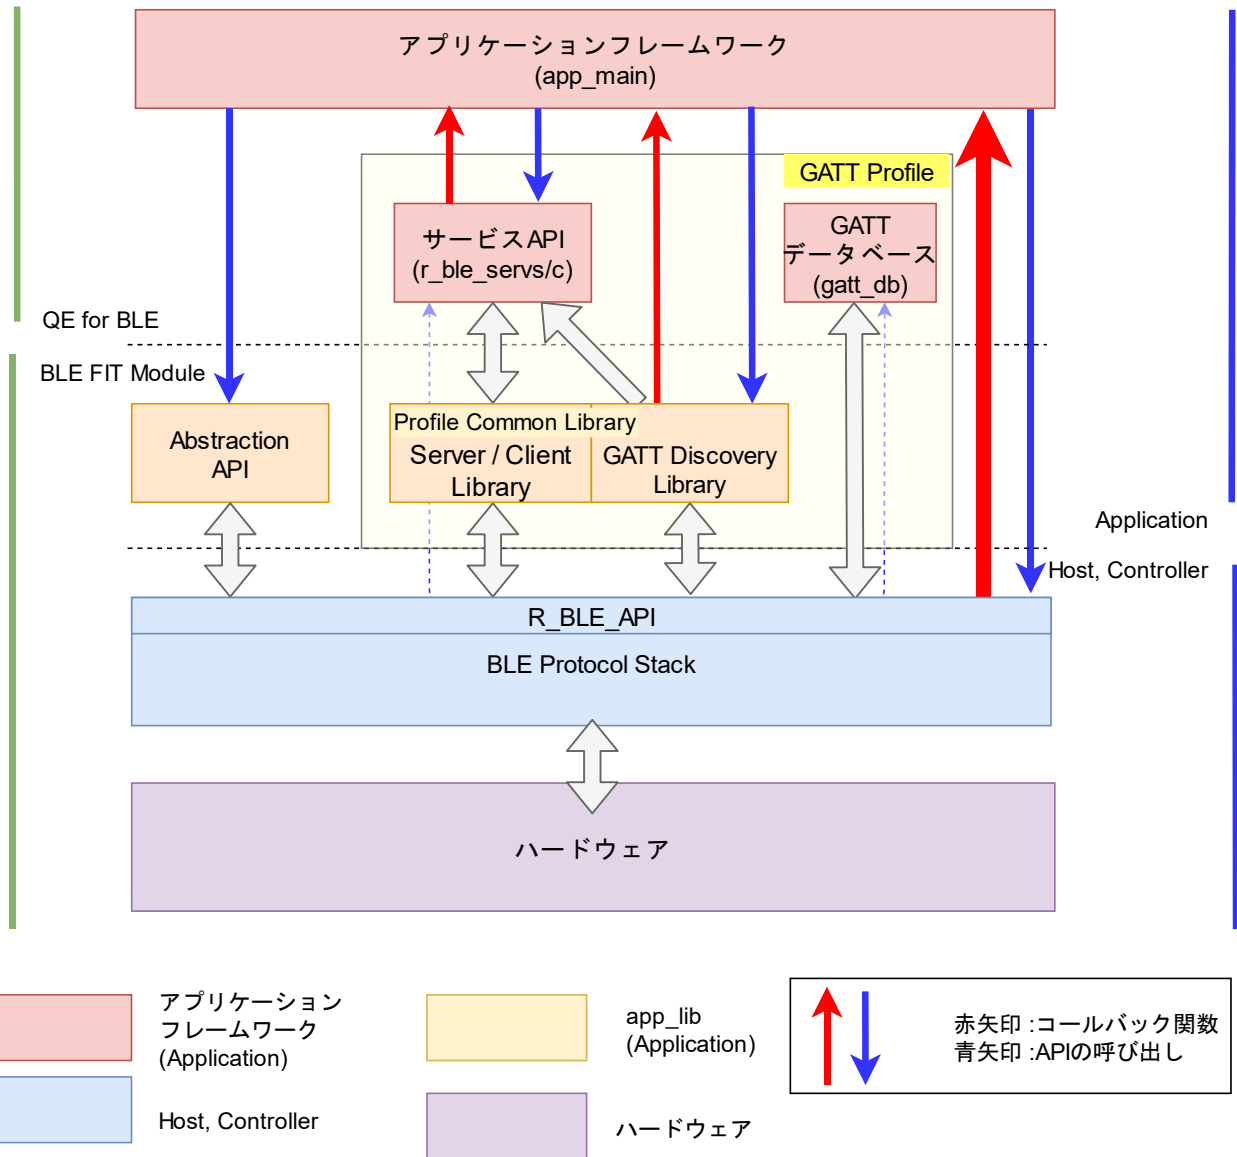 アプリケーションフレームワーク
(app_main)
GATT Profile
サービスAPI
(r_ble_servs/c)
GATT
データベース
(gatt_db)
QE for BLE
BLE FIT Module
Abstraction
API
Profile Common Library
Server / Client
Library
GATT Discovery
Library
Application
Host, Controller
R_BLE_API
BLE Protocol Stack
ハードウェア
アプリケーション
フレームワーク
(Application)
app_lib
(Application)
赤矢印 :コールバック関数
青矢印 :APIの呼び出し
Host, Controller
ハードウェア